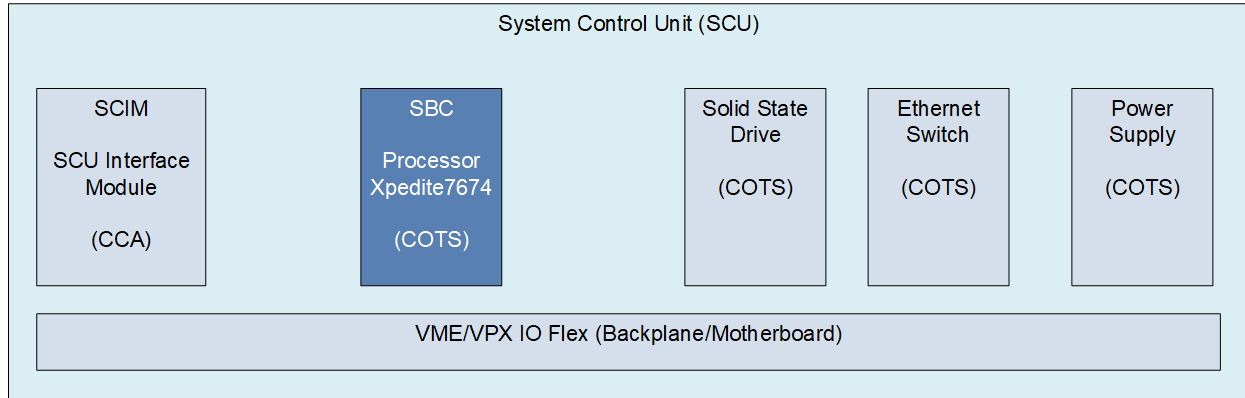 System Control Unit (SCU)
SCIM
SCU Interface
Module
(CCA)
SBC
Processor
Xpedite7674
(COTS)
Solid State
Drive
(COTS)
Ethernet
Switch
(COTS)
Power
Supply
(COTS)
VME/VPX IO Flex (Backplane/Motherboard)